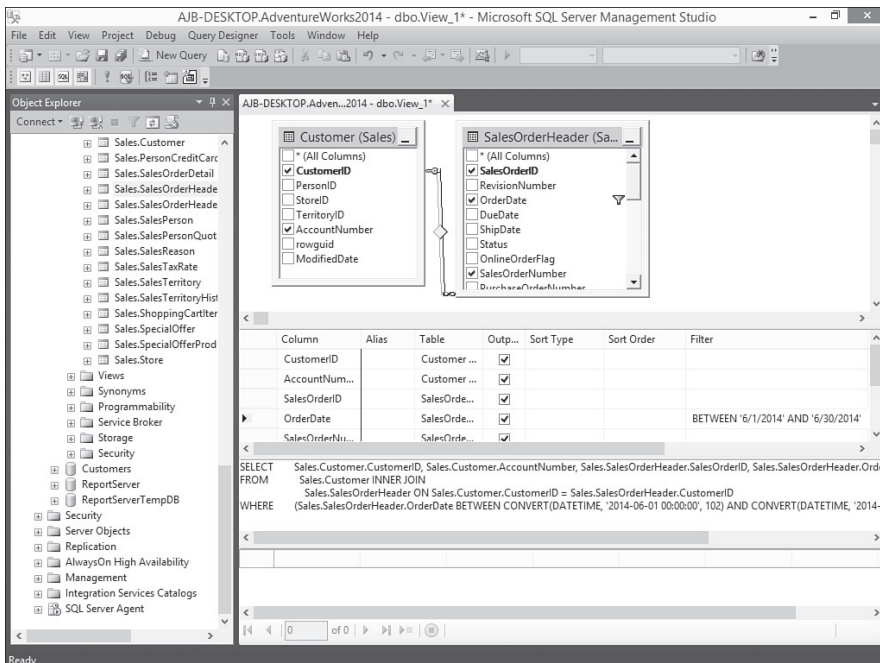 AJB-DESKTOP.AdventureWorks2014 - dbo.View_1* - Microsoft SQL Server Management Studio
File Edit View Project Debug Query Designer Tools Window Help
New Query
Object Explorer
Connect
Sales.Customer
Sales.PersonCreditCarc
Sales.SalesOrderDetail
Sales.SalesOrderHeade
Sales.SalesOrderHeade
Sales.SalesPerson
Sales.SalesPersonQuot
Sales.SalesReason
Sales.SalesTaxRate
Sales.SalesTerritory
Sales.SalesTerritoryHist
Sales.ShoppingCartIter
Sales.SpecialOffer
Sales.SpecialOfferProd
Sales.Store
Views
Synonyms
Programmability
Service Broker
Storage
Security
Customers
ReportServer
ReportServerTempDB
Security
Server Objects
Replication
AlwaysOn High Availability
Management
Integration Services Catalogs
SQL Server Agent
AJB-DESKTOP.Adven...2014 - dbo.View_1*
Customer (Sales)
* (All Columns)
CustomerID
PersonID
StoreID
TerritoryID
AccountNumber
rowguid
ModifiedDate
SalesOrderHeader (Sa...
* (All Columns)
SalesOrderID
RevisionNumber
OrderDate
DueDate
ShipDate
Status
OnlineOrderFlag
SalesOrderNumber
PurchaseOrderNumber
Column Alias Table Outp... Sort Type Sort Order Filter
CustomerID Customer ...
AccountNum... Customer ...
SalesOrderID SalesOrde...
OrderDate SalesOrde... BETWEEN '6/1/2014' AND '6/30/2014'
SalesOrderNu... SalesOrde...
SELECT Sales.Customer.CustomerID, Sales.Customer.AccountNumber, Sales.SalesOrderHeader.SalesOrderID, Sales.SalesOrderHeader.Orde
FROM Sales.Customer INNER JOIN
Sales.SalesOrderHeader ON Sales.Customer.CustomerID = Sales.SalesOrderHeader.CustomerID
WHERE (Sales.SalesOrderHeader.OrderDate BETWEEN CONVERT(DATETIME, '2014-06-01 00:00:00', 102) AND CONVERT(DATETIME, '2014-
0 of 0
Ready